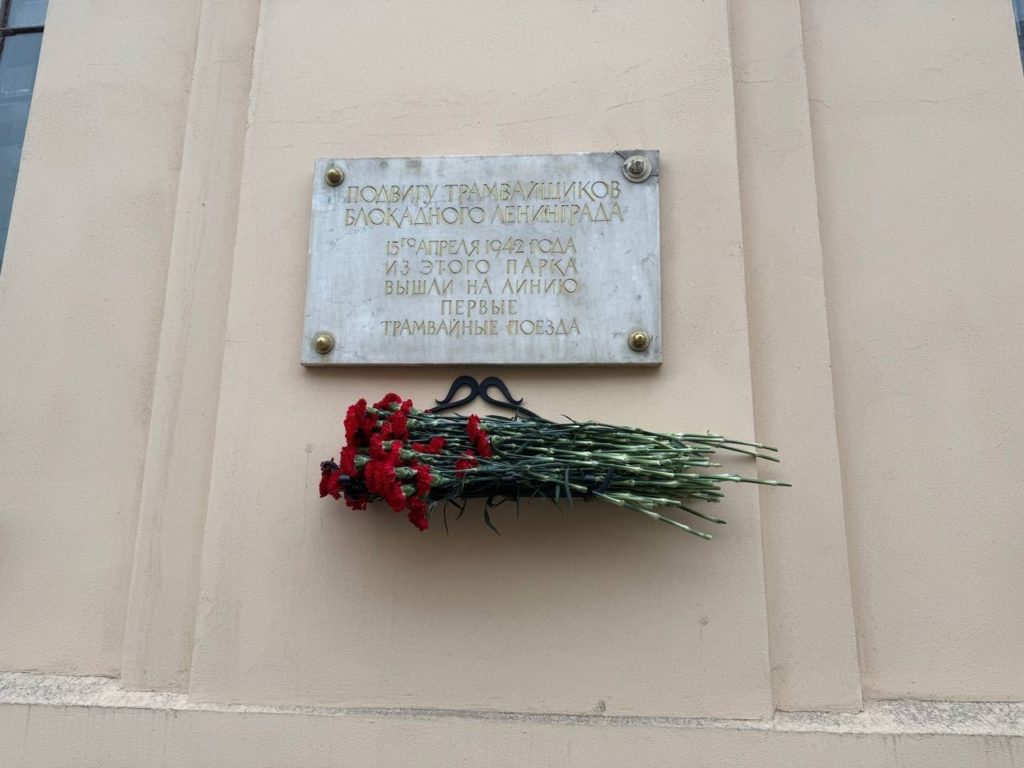 ПОДВИГУ ТРАМВАЙЩИКОВ
БЛОКАДНОГО ЛЕНИНГРАДА
15ГО АПРЕЛЯ 1942 ГОДА
ИЗ ЭТОГО ПАРКА
ВЫШЛИ НА ЛИНИЮ
ПЕРВЫЕ
ТРАМВАЙНЫЕ ПОЕЗДА